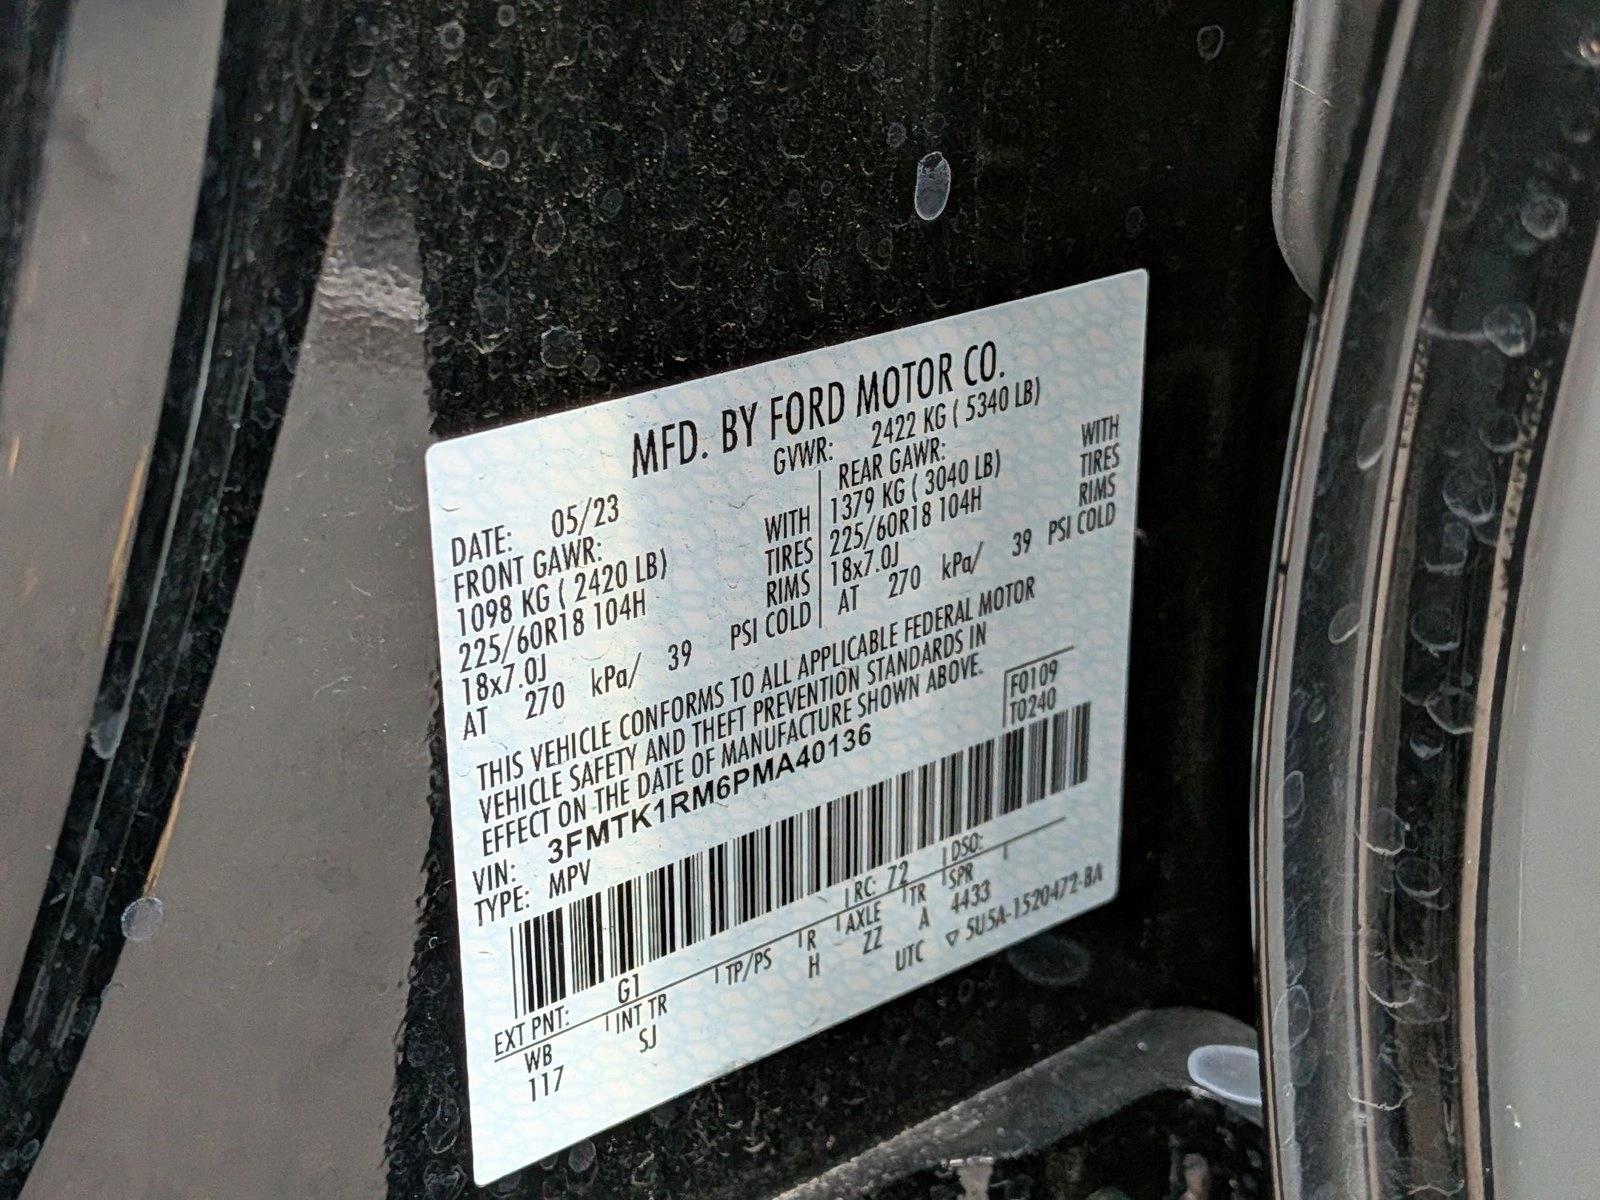 MFD. BY FORD MOTOR CO.
DATE: 05/23 GVWR: 2422 KG ( 5340 LB)
FRONT GAWR:
1098 KG ( 2420 LB) WITH
225/60R18 104H TIRES
18x7.0J RIMS
AT 270 kPa/ 39 PSI COLD
REAR GAWR:
1379 KG ( 3040 LB) WITH
225/60R18 104H TIRES
18x7.0J RIMS
AT 270 kPa/ 39 PSI COLD
THIS VEHICLE CONFORMS TO ALL APPLICABLE FEDERAL MOTOR
VEHICLE SAFETY AND THEFT PREVENTION STANDARDS IN
EFFECT ON THE DATE OF MANUFACTURE SHOWN ABOVE.
VIN: 3FMTK1RM6PMA40136
TYPE: MPV
F0109
T0240
EXT PNT: G1 RC: 72 DSO:
WB INT TR TP/PS R AXLE TR SPR
117 SJ H ZZ A 4433
UTC ▽ 5U5A-1520472-BA